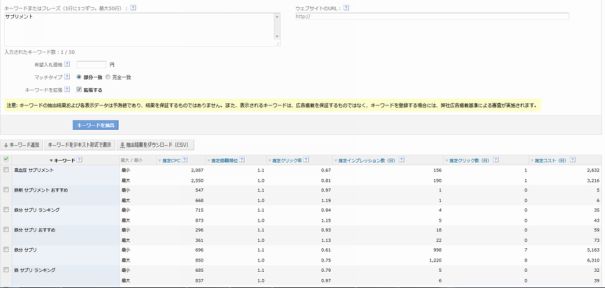 キーワードまたはフレーズ（1行に1つずつ。最大50行）：
ウェブサイトのURL：
サプリメント
http://
入力されたキーワード数：1 / 50
希望入札価格
円
マッチタイプ 部分一致 完全一致
キーワードを拡張 拡張する
注意: キーワードの抽出結果および各表示データは予測値であり、結果を保証するものではありません。また、表示されるキーワードは、広告掲載を保証するものではなく、キーワードを登録する場合には、弊社広告掲載基準による審査が実施されます。
キーワードを抽出
キーワード追加 キーワードをテキスト形式で表示 抽出結果をダウンロード（CSV）
キーワード 最大 / 最小 推定CPC 推定掲載順位 推定クリック率 推定インプレッション数（日） 推定クリック数（日） 推定コスト（日）
高血圧 サプリメント 最小 2,087 1.1 0.67 156 1 2,632
最大 2,550 1.0 0.81 190 1 3,216
鉄剤 サプリメント おすすめ 最小 547 1.1 0.97 1 0 5
最大 668 1.1 1.19 1 0 6
鉄分 サプリ ランキング 最小 715 1.1 0.94 4 0 35
最大 873 1.1 1.15 5 0 43
鉄分 サプリ おすすめ 最小 296 1.1 0.93 18 0 59
最大 361 1.0 1.13 22 0 73
鉄分 サプリ 最小 696 1.0 0.61 998 7 5,163
最大 850 1.0 0.75 1,220 8 6,310
鉄 サプリ ランキング 最小 685 1.1 0.79 5 0 32
最大 837 1.1 0.97 6 0 39